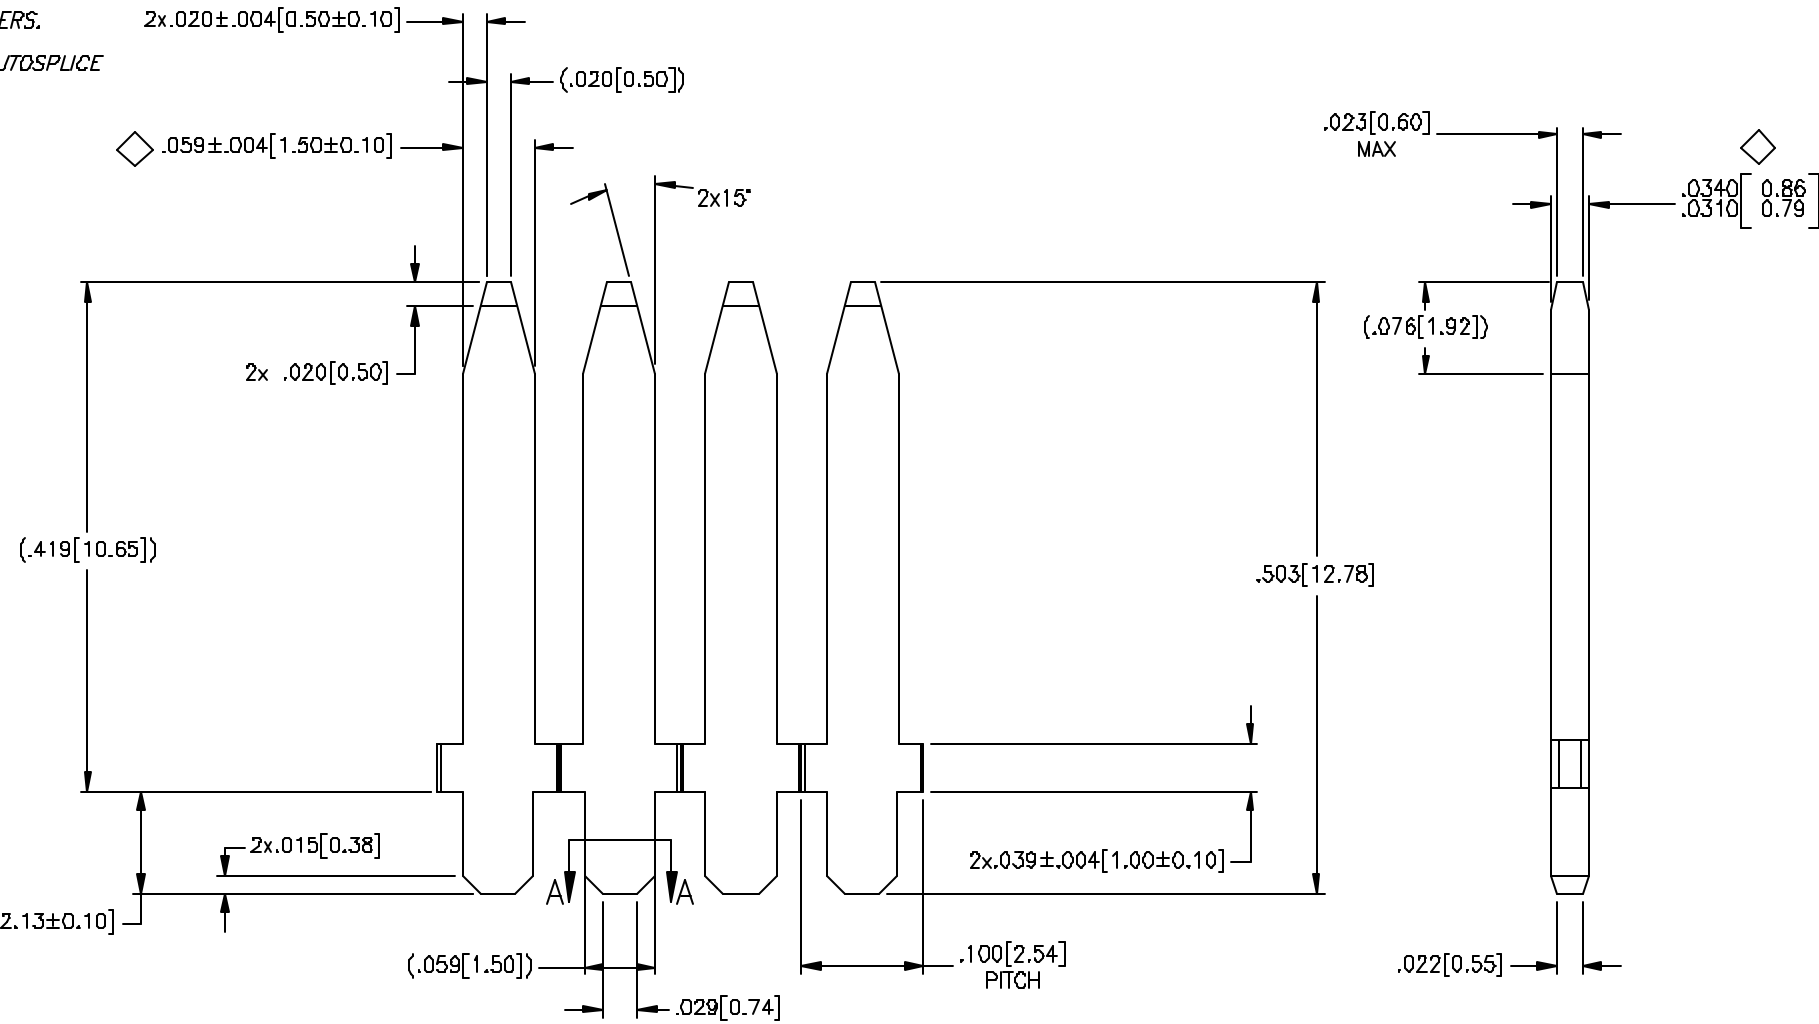 ERS.
UTOSPLICE
2x.020±.004[0.50±0.10]
(.020[0.50])
.059±.004[1.50±0.10]
2x15°
.023[0.60]
MAX
.0340[ 0.86 ]
.0310[ 0.79 ]
(.076[1.92])
2x .020[0.50]
(.419[10.65])
.503[12.78]
2x.015[0.38]
2x.039±.004[1.00±0.10]
A A
2.13±0.10]
(.059[1.50])
.100[2.54]
PITCH
.022[0.55]
.029[0.74]